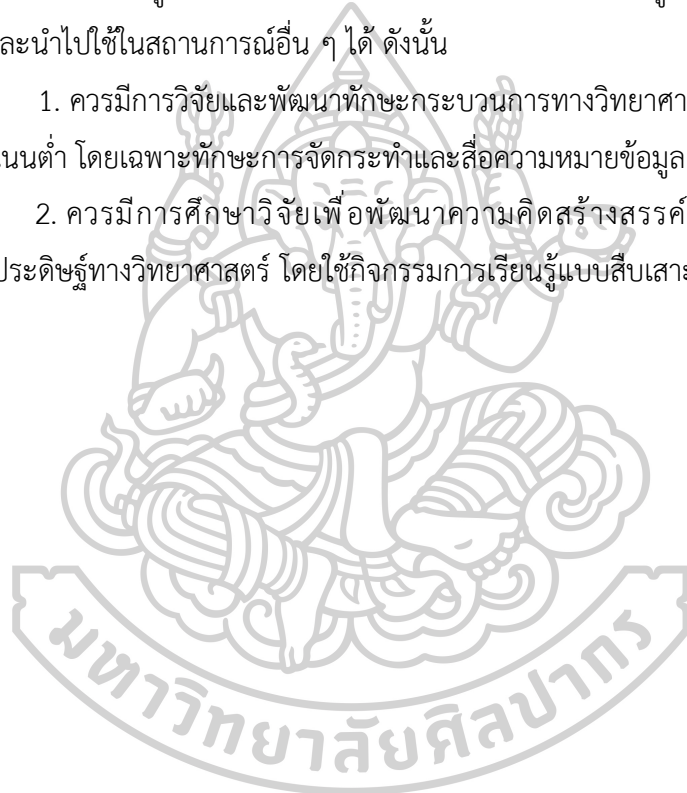 ละนำไปใช้ในสถานการณ์อื่น ๆ ได้ ดังนั้น
1. ควรมีการวิจัยและพัฒนาทักษะกระบวนการทางวิทยาศา
นนต่ำ โดยเฉพาะทักษะการจัดกระทำและสื่อความหมายข้อมูล
2. ควรมีการศึกษาวิจัยเพื่อพัฒนาความคิดสร้างสรรค์
ประดิษฐ์ทางวิทยาศาสตร์ โดยใช้กิจกรรมการเรียนรู้แบบสืบเสาะ
มหาวิทยาลัยศิลปากร